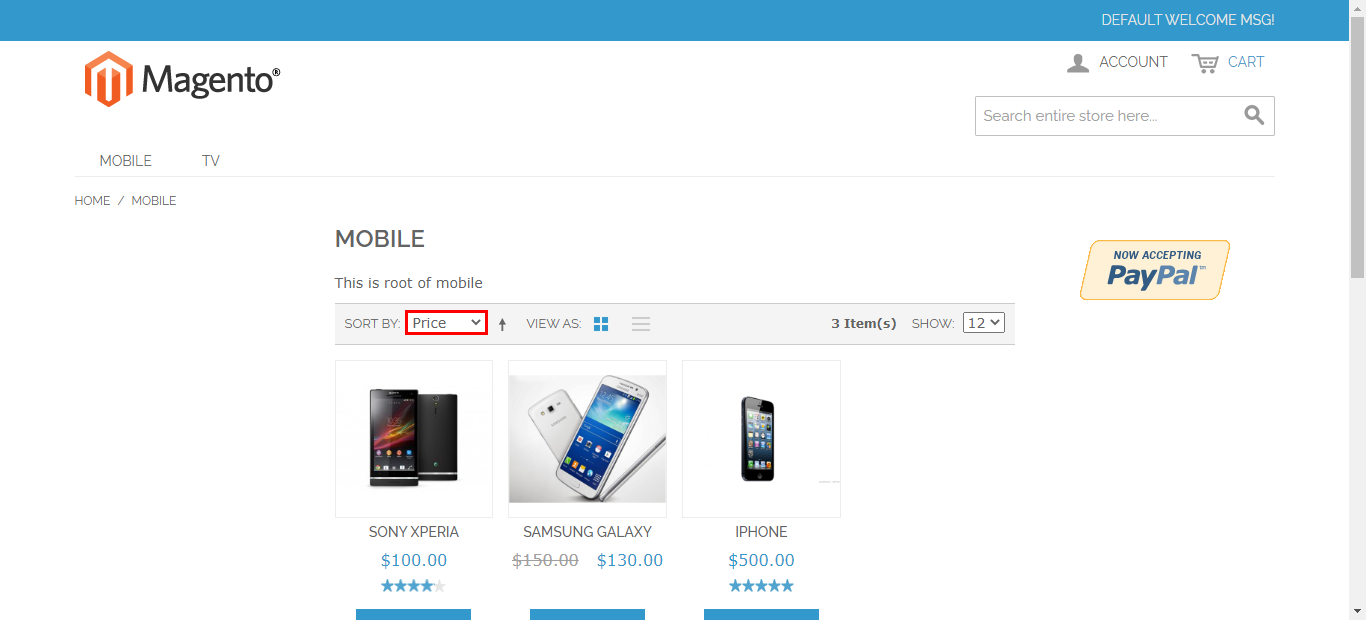 DEFAULT WELCOME MSG!
Magento®
ACCOUNT
CART
Search entire store here...
MOBILE TV
HOME / MOBILE
MOBILE
This is root of mobile
NOW ACCEPTING
PayPal™
SORT BY: Price VIEW AS: 3 Item(s) SHOW: 12
SONY XPERIA
$100.00
SAMSUNG GALAXY
$150.00 $130.00
IPHONE
$500.00